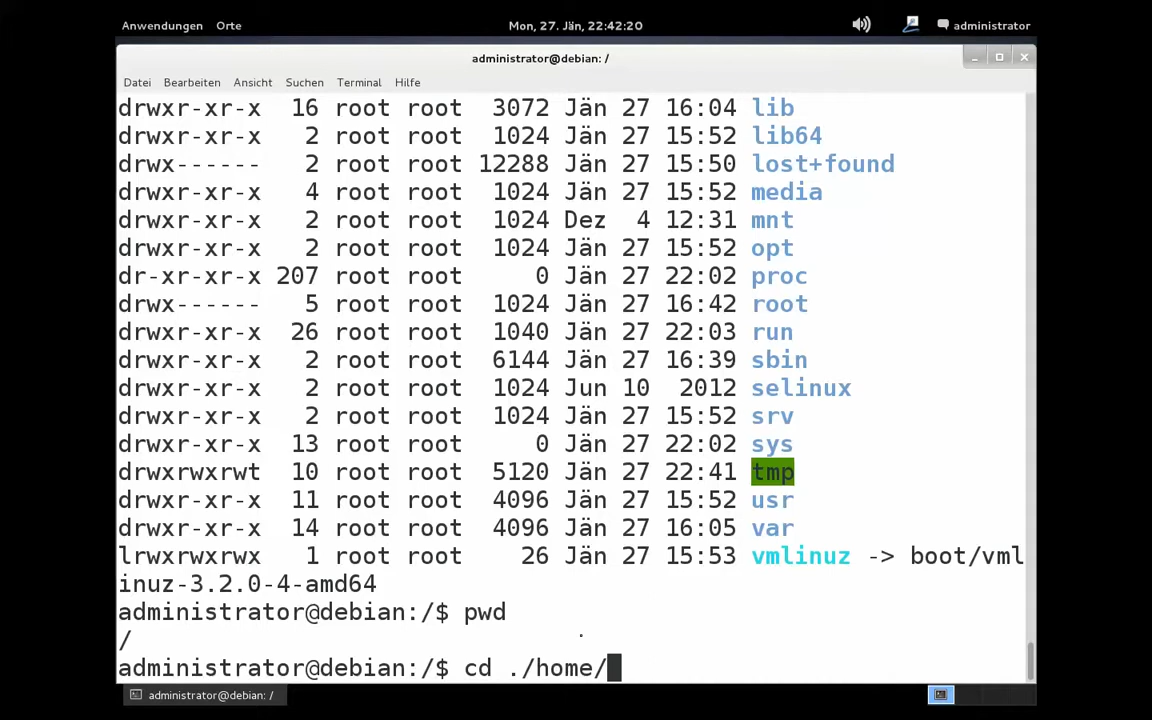 Anwendungen Orte Mon, 27. Jän, 22:42:20 administrator
administrator@debian: /
Datei Bearbeiten Ansicht Suchen Terminal Hilfe
drwxr-xr-x  16 root root  3072 Jän 27 16:04 lib
drwxr-xr-x   2 root root  1024 Jän 27 15:52 lib64
drwx------   2 root root 12288 Jän 27 15:50 lost+found
drwxr-xr-x   4 root root  1024 Jän 27 15:52 media
drwxr-xr-x   2 root root  1024 Dez  4 12:31 mnt
drwxr-xr-x   2 root root  1024 Jän 27 15:52 opt
dr-xr-xr-x 207 root root     0 Jän 27 22:02 proc
drwx------   5 root root  1024 Jän 27 16:42 root
drwxr-xr-x  26 root root  1040 Jän 27 22:03 run
drwxr-xr-x   2 root root  6144 Jän 27 16:39 sbin
drwxr-xr-x   2 root root  1024 Jun 10  2012 selinux
drwxr-xr-x   2 root root  1024 Jän 27 15:52 srv
drwxr-xr-x  13 root root     0 Jän 27 22:02 sys
drwxrwxrwt  10 root root  5120 Jän 27 22:41 tmp
drwxr-xr-x  11 root root  4096 Jän 27 15:52 usr
drwxr-xr-x  14 root root  4096 Jän 27 16:05 var
lrwxrwxrwx   1 root root    26 Jän 27 15:53 vmlinuz -> boot/vml
inuz-3.2.0-4-amd64
administrator@debian:/$ pwd
/
administrator@debian:/$ cd ./home/
administrator@debian: /